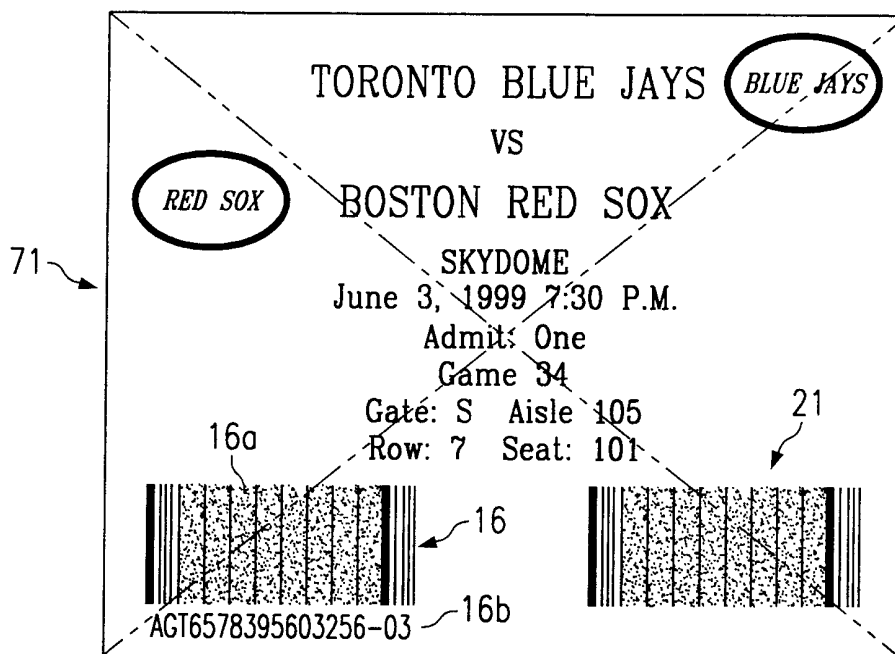 TORONTO BLUE JAYS
BLUE JAYS
VS
RED SOX
BOSTON RED SOX
71
SKYDOME
June 3, 1999 7:30 P.M.
Admit: One
Game 34
Gate: S Aisle 105
21
16a
Row: 7 Seat: 101
16
16b
AGT6578395603256-03